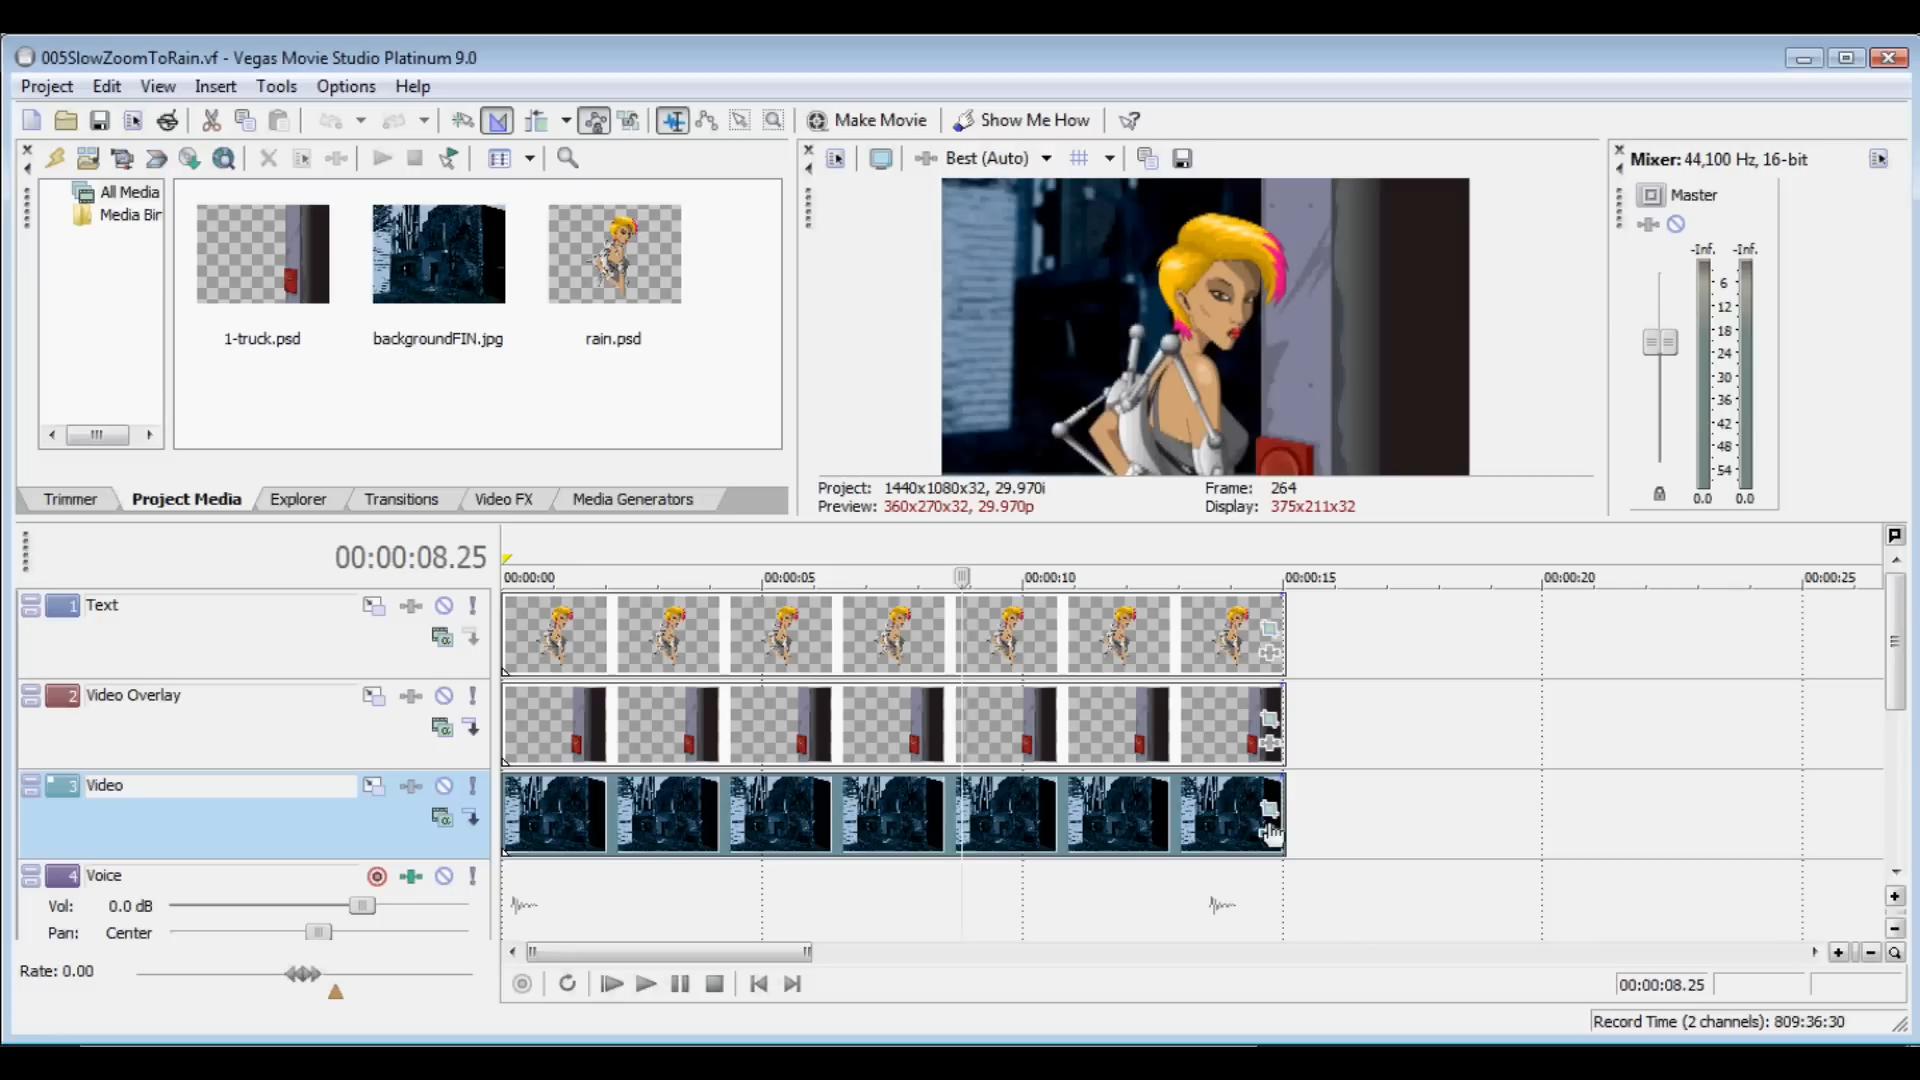 005SlowZoomToRain.vf - Vegas Movie Studio Platinum 9.0
Project Edit View Insert Tools Options Help
Make Movie Show Me How
Best (Auto)
Mixer: 44,100 Hz, 16-bit
All Media
Media Bir
Master
1-truck.psd backgroundFIN.jpg rain.psd
-Inf. -Inf.
6
12
18
24
30
36
42
48
54
0.0 0.0
Project: 1440x1080x32, 29.970i Frame: 264
Preview: 360x270x32, 29.970p Display: 375x211x32
Trimmer Project Media Explorer Transitions Video FX Media Generators
00:00:08.25
00:00:00 00:00:05 00:00:10 00:00:15 00:00:20 00:00:25
1 Text
2 Video Overlay
3 Video
4 Voice
Vol: 0.0 dB
Pan: Center
Rate: 0.00
00:00:08.25
Record Time (2 channels): 809:36:30